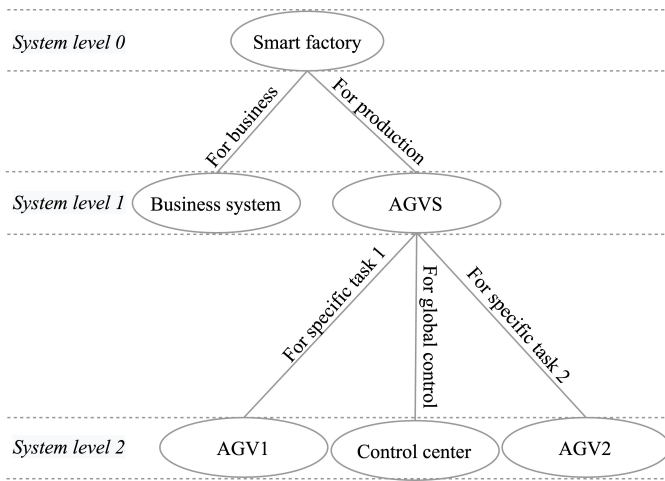 System level 0
Smart factory
For business
For production
System level 1
Business system
AGVS
For specific task 1
For global control
For specific task 2
System level 2
AGV1
Control center
AGV2